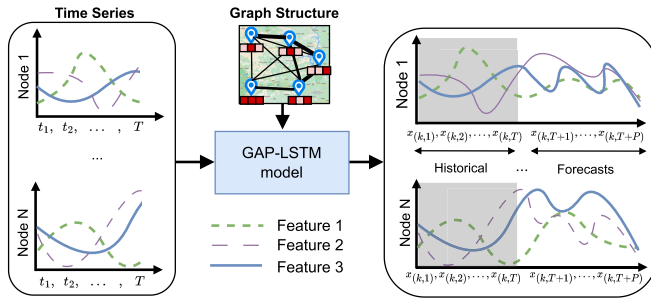 Time Series
Node 1
t₁, t₂, ... , T
...
Node N
t₁, t₂, ... , T
Graph Structure
GAP-LSTM
model
Feature 1
Feature 2
Feature 3
Node 1
x(k,1), x(k,2), ..., x(k,T) x(k,T+1), ..., x(k,T+P)
Historical ... Forecasts
Node N
x(k,1), x(k,2), ..., x(k,T) x(k,T+1), ..., x(k,T+P)